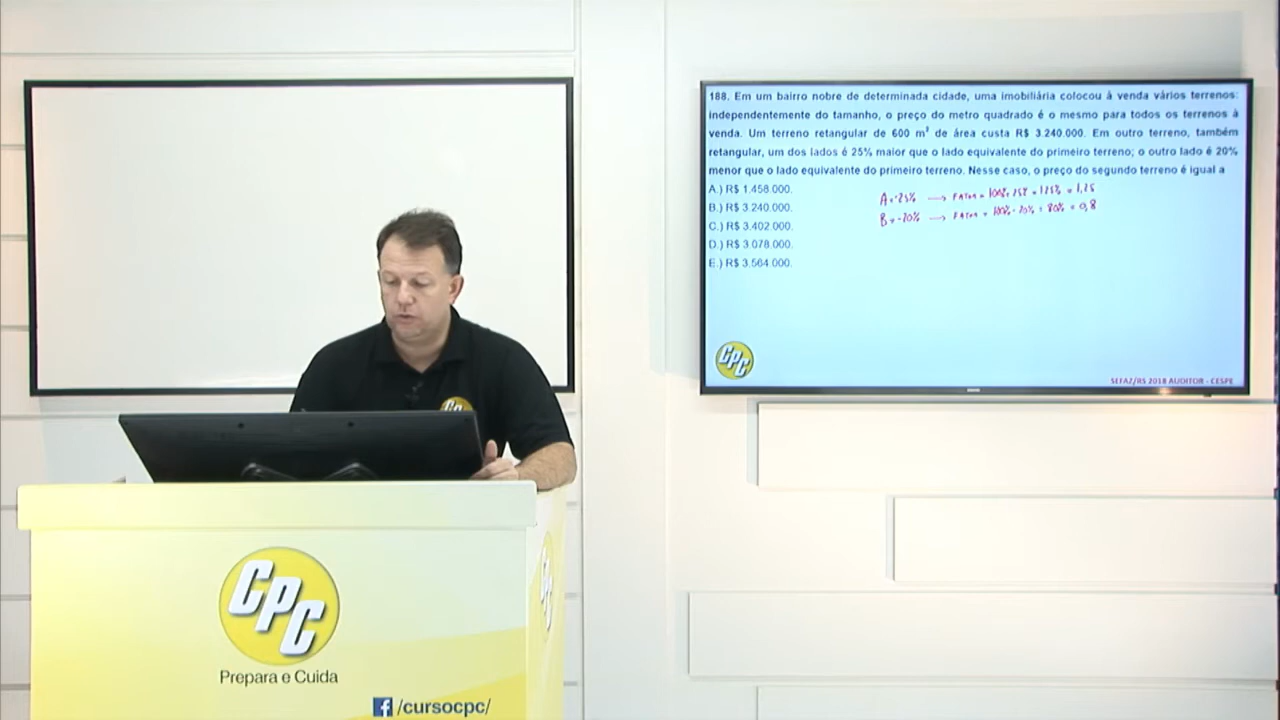 188. Em um bairro nobre de determinada cidade, uma imobiliária colocou à venda vários terrenos:
independentemente do tamanho, o preço do metro quadrado é o mesmo para todos os terrenos à
venda. Um terreno retangular de 600 m² de área custa R$ 3.240.000. Em outro terreno, também
retangular, um dos lados é 25% maior que o lado equivalente do primeiro terreno; o outro lado é 20%
menor que o lado equivalente do primeiro terreno. Nesse caso, o preço do segundo terreno é igual a
A.) R$ 1.458.000.
B.) R$ 3.240.000.
C.) R$ 3.402.000.
D.) R$ 3.078.000.
E.) R$ 3.564.000.
A = +25% → FATOR = 100% + 25% = 125% = 1,25
B = -20% → FATOR = 100% - 20% = 80% = 0,8
CPC
SEFAZ/RS 2018 AUDITOR - CESPE
CPC
Prepara e Cuida
f /cursocpc/